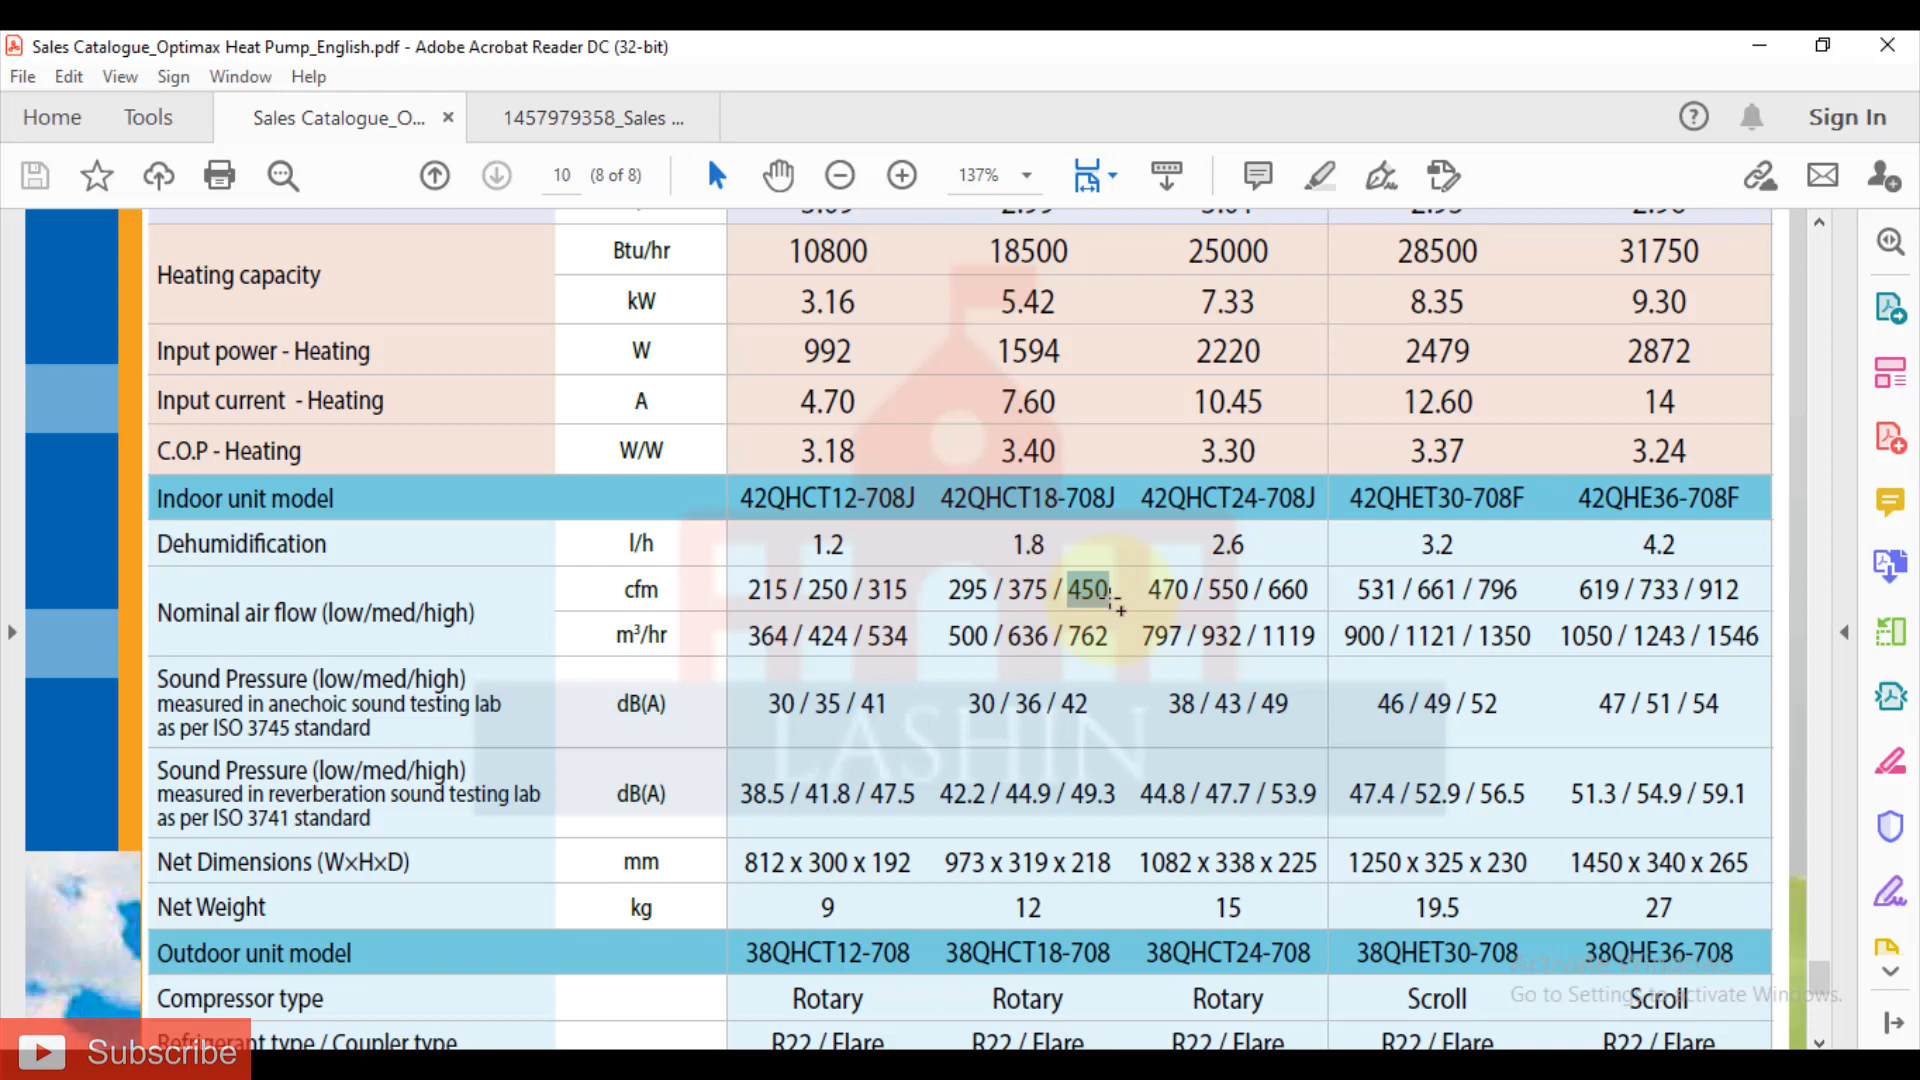 Sales Catalogue_Optimax Heat Pump_English.pdf - Adobe Acrobat Reader DC (32-bit)
File Edit View Sign Window Help
Home Tools Sales Catalogue_O... × 1457979358_Sales ... Sign In
10 (8 of 8) 137%
Heating capacity Btu/hr 10800 18500 25000 28500 31750
kW 3.16 5.42 7.33 8.35 9.30
Input power - Heating W 992 1594 2220 2479 2872
Input current - Heating A 4.70 7.60 10.45 12.60 14
C.O.P - Heating W/W 3.18 3.40 3.30 3.37 3.24
Indoor unit model 42QHCT12-708J 42QHCT18-708J 42QHCT24-708J 42QHET30-708F 42QHE36-708F
Dehumidification l/h 1.2 1.8 2.6 3.2 4.2
Nominal air flow (low/med/high) cfm 215 / 250 / 315 295 / 375 / 450 470 / 550 / 660 531 / 661 / 796 619 / 733 / 912
m³/hr 364 / 424 / 534 500 / 636 / 762 797 / 932 / 1119 900 / 1121 / 1350 1050 / 1243 / 1546
Sound Pressure (low/med/high)
measured in anechoic sound testing lab dB(A) 30 / 35 / 41 30 / 36 / 42 38 / 43 / 49 46 / 49 / 52 47 / 51 / 54
as per ISO 3745 standard
LASHIN
Sound Pressure (low/med/high)
measured in reverberation sound testing lab dB(A) 38.5 / 41.8 / 47.5 42.2 / 44.9 / 49.3 44.8 / 47.7 / 53.9 47.4 / 52.9 / 56.5 51.3 / 54.9 / 59.1
as per ISO 3741 standard
Net Dimensions (W×H×D) mm 812 x 300 x 192 973 x 319 x 218 1082 x 338 x 225 1250 x 325 x 230 1450 x 340 x 265
Net Weight kg 9 12 15 19.5 27
Outdoor unit model 38QHCT12-708 38QHCT18-708 38QHCT24-708 38QHET30-708 38QHE36-708
Activate Windows
Compressor type Rotary Rotary Rotary Scroll Scroll
Go to Settings to activate Windows.
Refrigerant type / Coupler type R22 / Flare R22 / Flare R22 / Flare R22 / Flare R22 / Flare
Subscribe